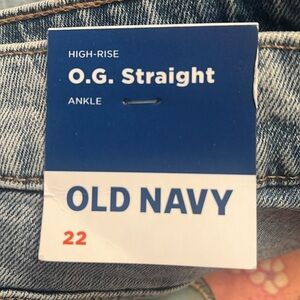 HIGH-RISE
O.G. Straight
ANKLE
OLD NAVY
22